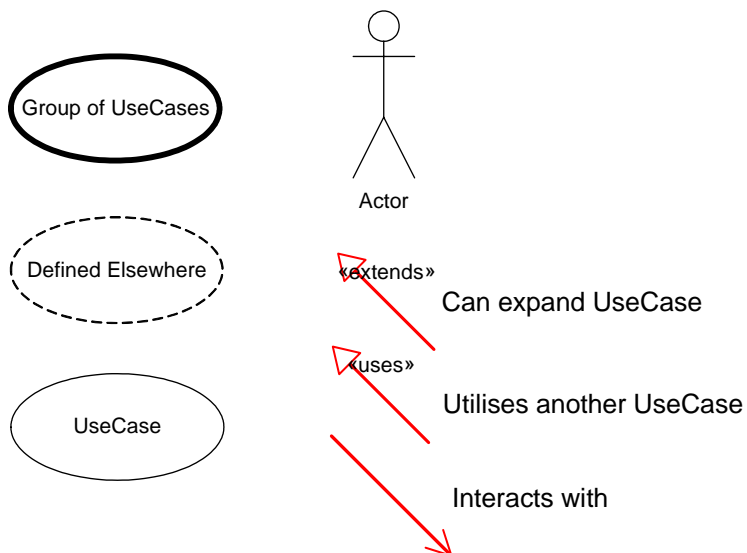 Group of UseCases
Actor
Defined Elsewhere
«extends»
Can expand UseCase
«uses»
Utilises another UseCase
UseCase
Interacts with